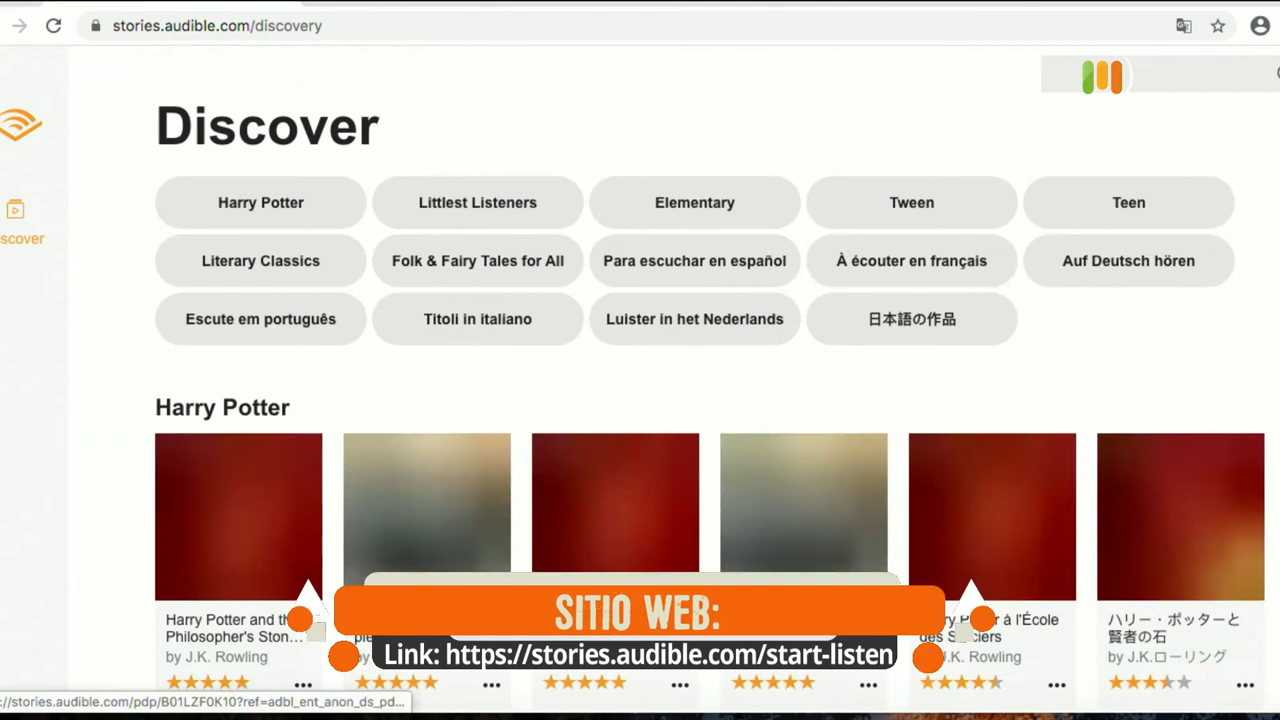 stories.audible.com/discovery
Discover
Harry Potter
Littlest Listeners
Elementary
Tween
Teen
Literary Classics
Folk & Fairy Tales for All
Para escuchar en español
À écouter en français
Auf Deutsch hören
Escute em português
Titoli in italiano
Luister in het Nederlands
日本語の作品
scover
Harry Potter
Harry Potter and th
Philosopher's Ston...
by J.K. Rowling
er à l'École
des
ers
J.K. Rowling
ハリー・ポッターと
賢者の石
by J.K.ローリング
SITIO WEB:
Link: https://stories.audible.com/start-listen
://stories.audible.com/pdp/B01LZF0K10?ref=adbl_ent_anon_ds_pd...